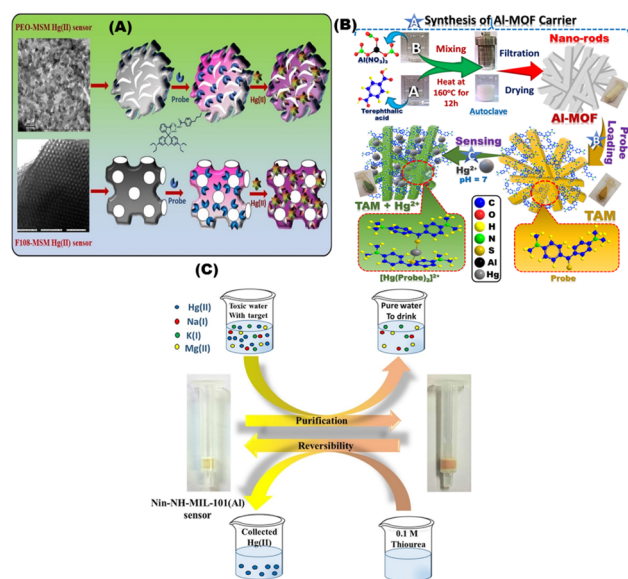 (A)
PEO-MSM Hg(II) sensor
Probe
Hg(II)
Probe
Hg(II)
F108-MSM Hg(II) sensor
(B)
A
Synthesis of Al-MOF Carrier
Al(NO₃)₃
B
Mixing
Filtration
Nano-rods
A
Heat at
160°C for
12h
Drying
Terephthalic
acid
Autoclave
Al-MOF
Sensing
Hg²⁺
pH = 7
B
Probe
Loading
TAM + Hg²⁺
TAM
C
O
H
N
S
Al
Hg
[Hg(Probe)₂]²⁺
Probe
(C)
Hg(II)
Na(I)
K(I)
Mg(II)
Toxic water
With target
Pure water
To drink
Purification
Reversibility
Nin-NH-MIL-101(Al)
sensor
Collected
Hg(II)
0.1 M
Thiourea